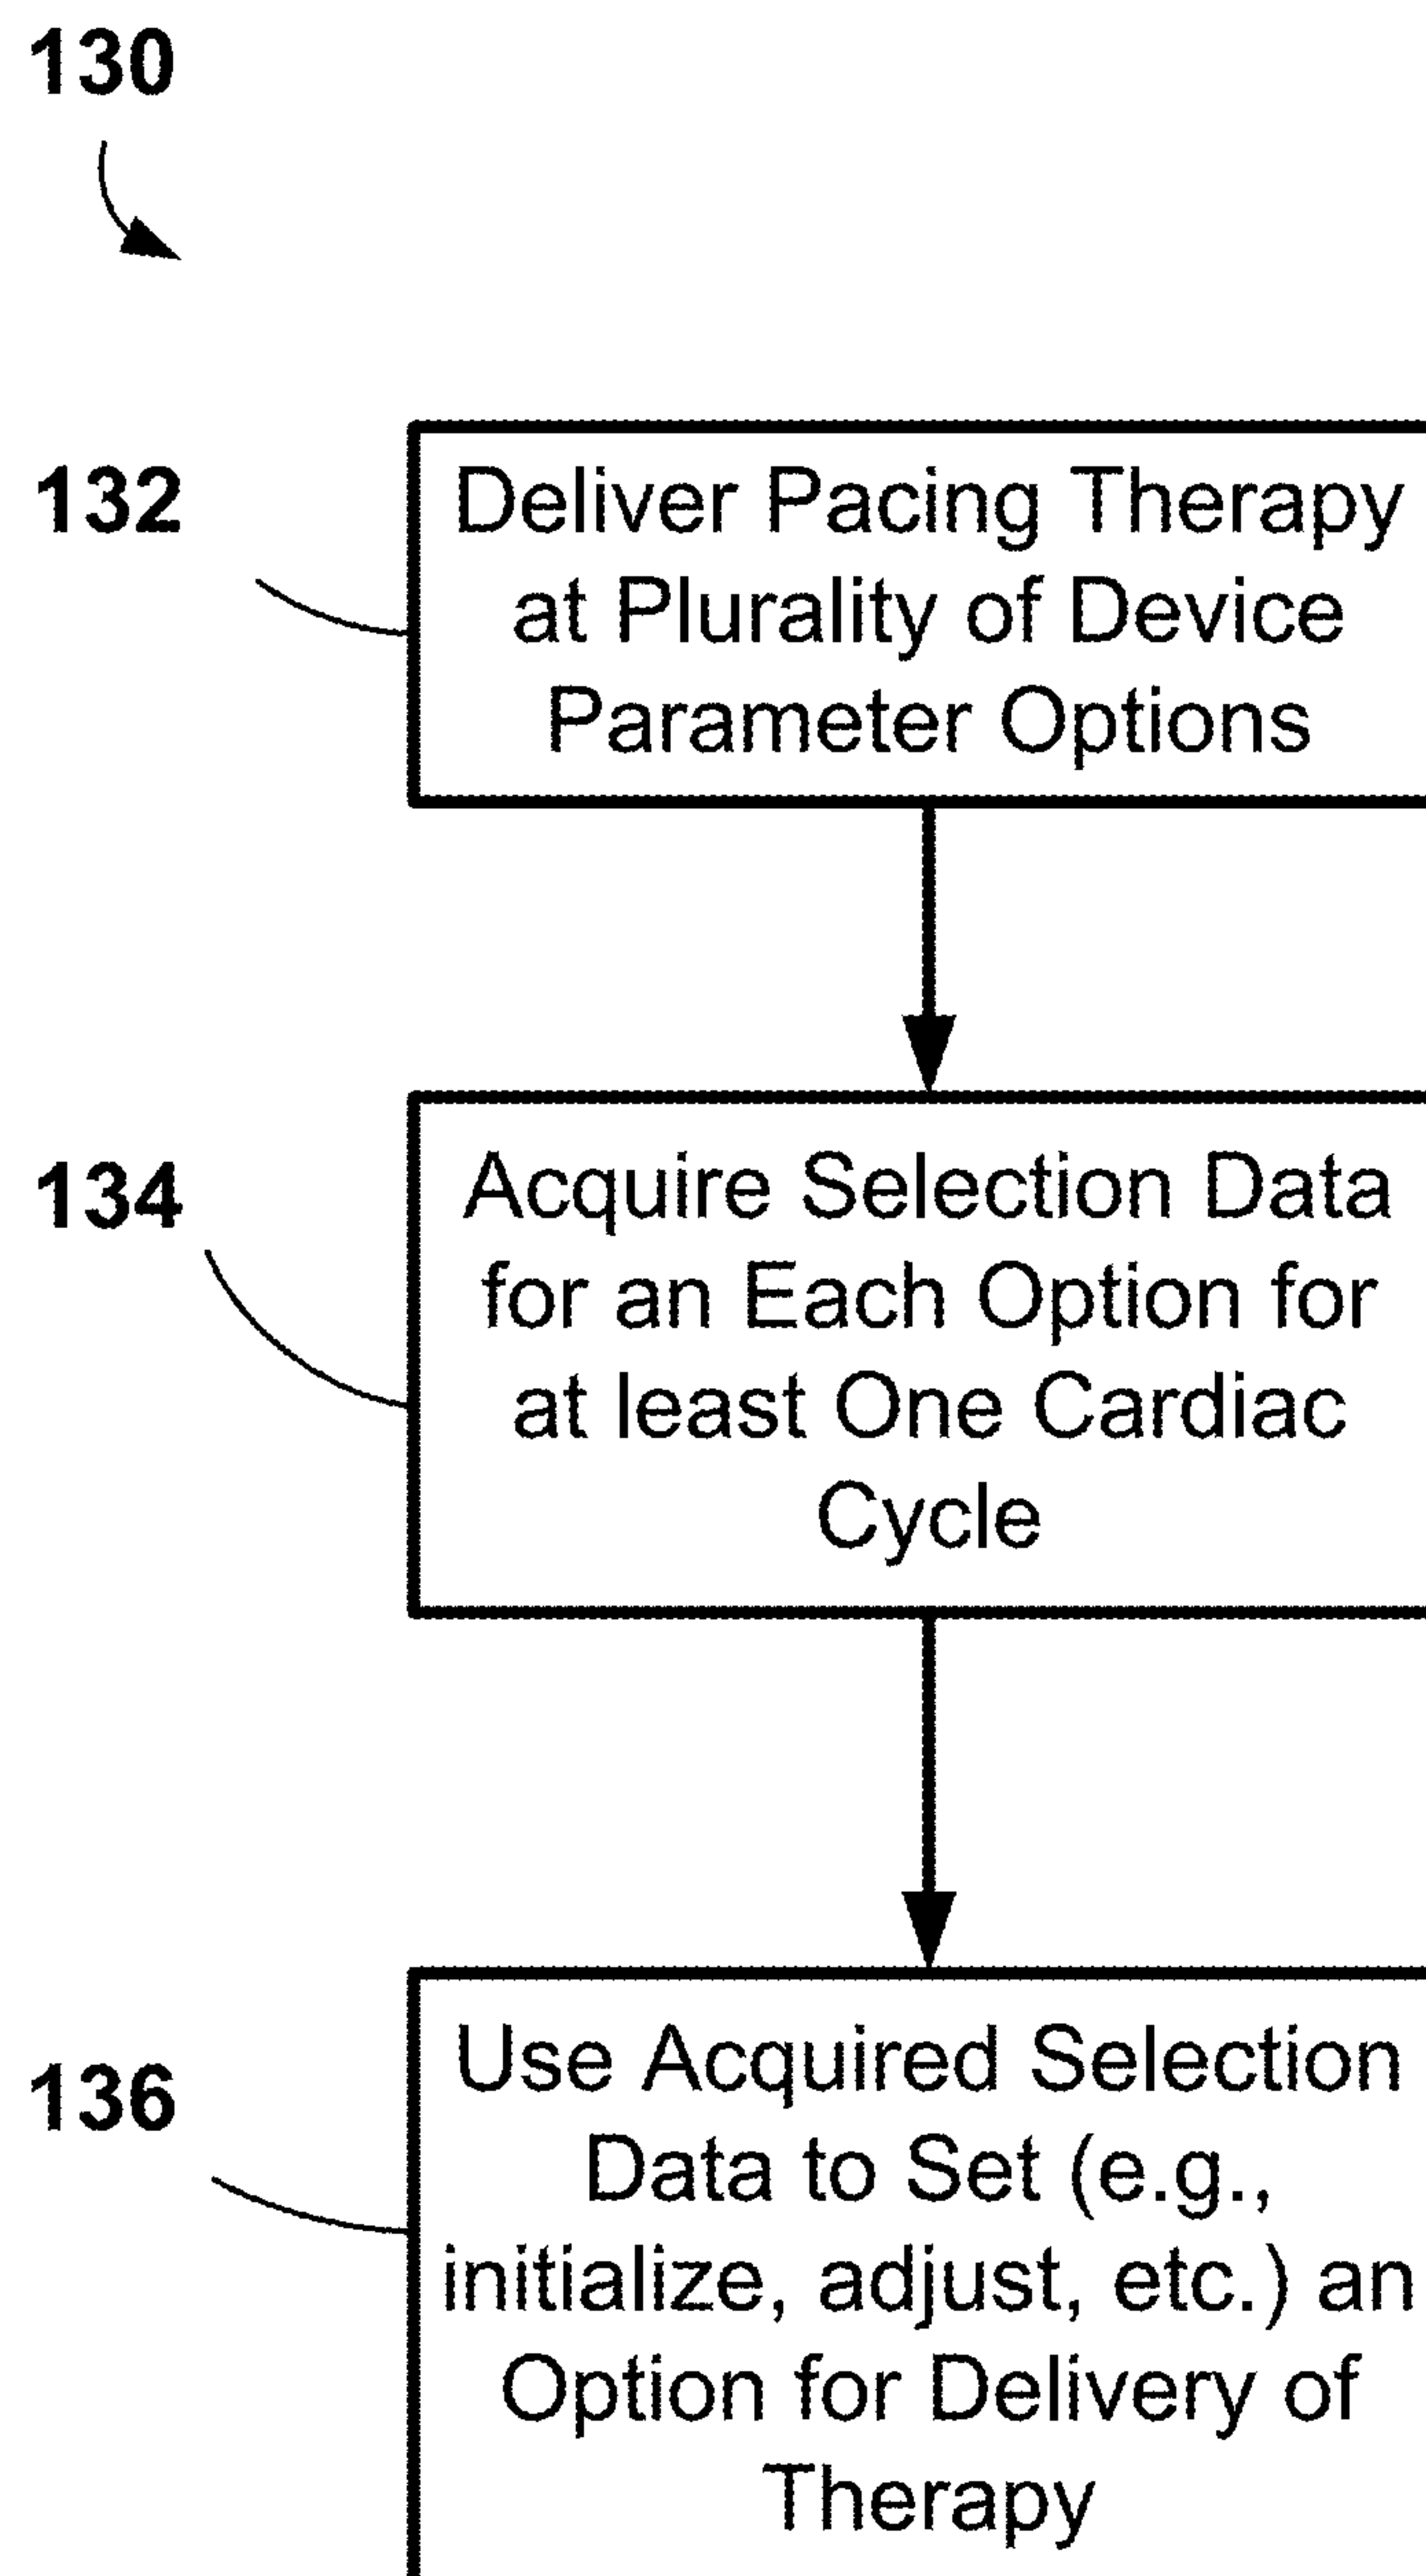 130
132
Deliver Pacing Therapy
at Plurality of Device
Parameter Options
134
Acquire Selection Data
for an Each Option for
at least One Cardiac
Cycle
136
Use Acquired Selection
Data to Set (e.g.,
initialize, adjust, etc.) an
Option for Delivery of
Therapy